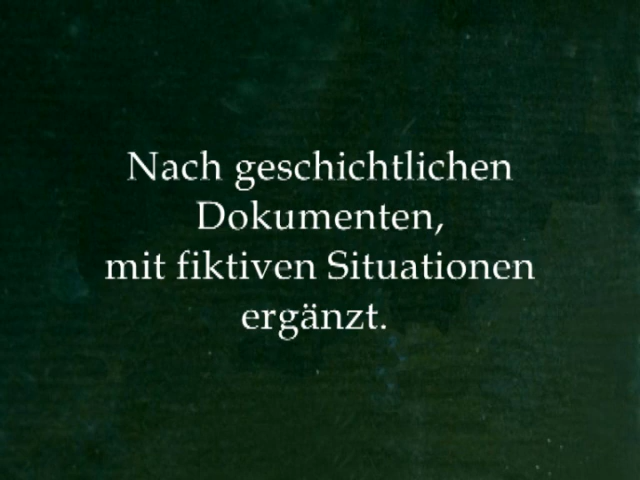 Nach geschichtlichen
Dokumenten,
mit fiktiven Situationen
ergänzt.